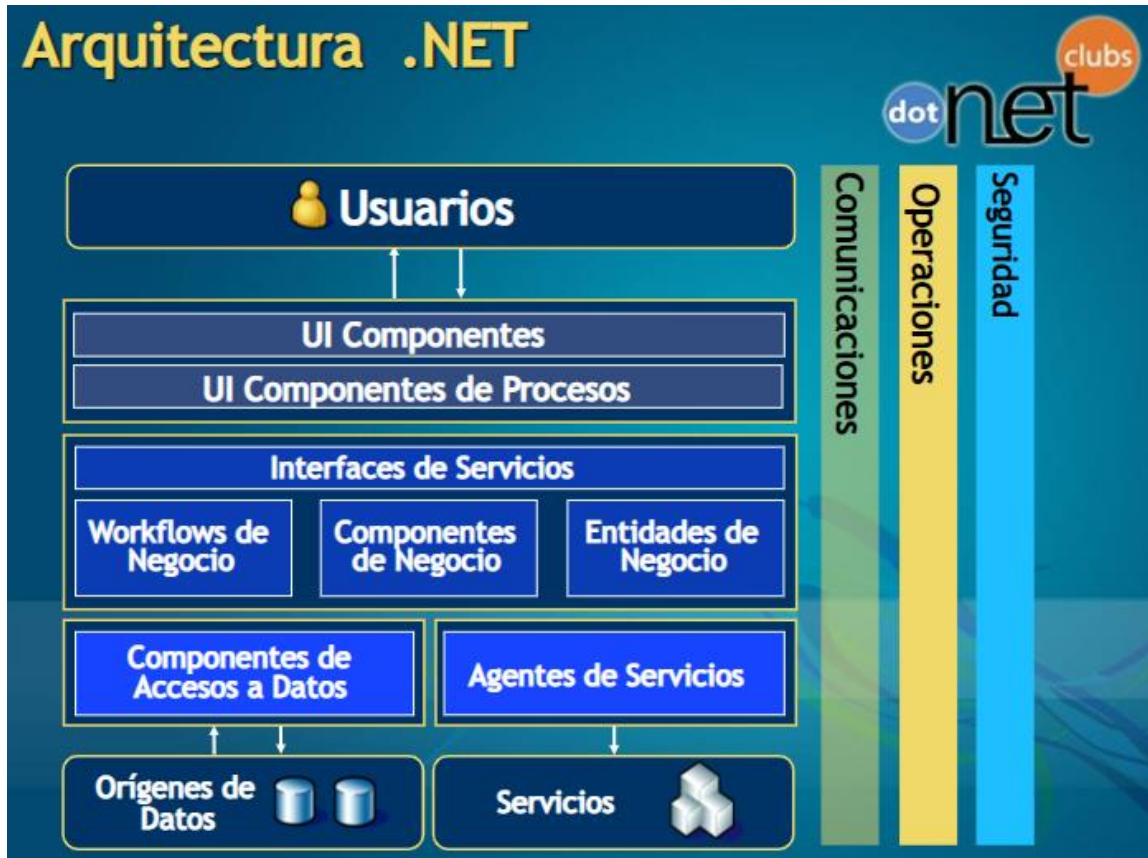 Arquitectura .NET
dot net clubs
Usuarios
UI Componentes
UI Componentes de Procesos
Interfaces de Servicios
Workflows de
Negocio
Componentes
de Negocio
Entidades de
Negocio
Componentes de
Accesos a Datos
Agentes de Servicios
Orígenes de
Datos
Servicios
Comunicaciones
Operaciones
Seguridad